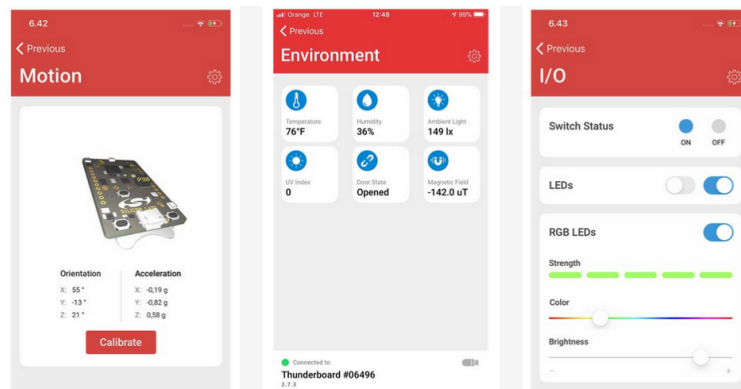 6.42
Previous
Motion
Orientation
Acceleration
X: 55 °
X: -0,19 g
Y: -13 °
Y: -0,82 g
Z: 21 °
Z: 0,58 g
Calibrate
Orange LTE
12:48
99%
Previous
Environment
Temperature
76°F
Humidity
36%
Ambient Light
149 lx
UV Index
0
Door State
Opened
Magnetic Field
-142.0 uT
Connected to
Thunderboard #06496
2.7.3
6.43
Previous
I/O
Switch Status
ON
OFF
LEDs
RGB LEDs
Strength
Color
Brightness
-
+